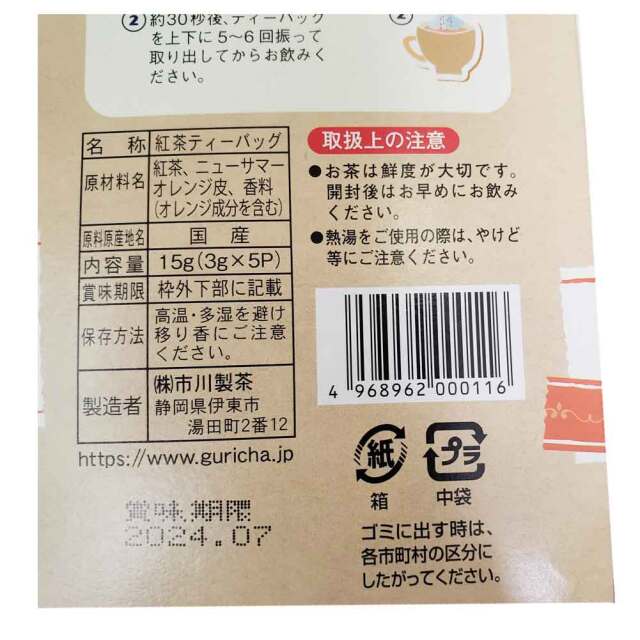 ②約30秒後、ティーバッグ
を上下に5〜6回振って
取り出してからお飲みく
ださい。
②
名称 紅茶ティーバッグ
原材料名 紅茶、ニューサマー
オレンジ皮、香料
(オレンジ成分を含む)
原料原産地名 国産
内容量 15g(3g×5P)
賞味期限 枠外下部に記載
保存方法 高温・多湿を避け
移り香にご注意
ください。
製造者 ㈱市川製茶
静岡県伊東市
湯田町2番12
https://www.guricha.jp
賞味期限
2024.07
取扱上の注意
●お茶は鮮度が大切です。
開封後はお早めにお飲み
ください。
●熱湯をご使用の際は、やけど
等にご注意ください。
4 968962 000116
紙
箱
プラ
中袋
ゴミに出す時は、
各市町村の区分に
したがってください。